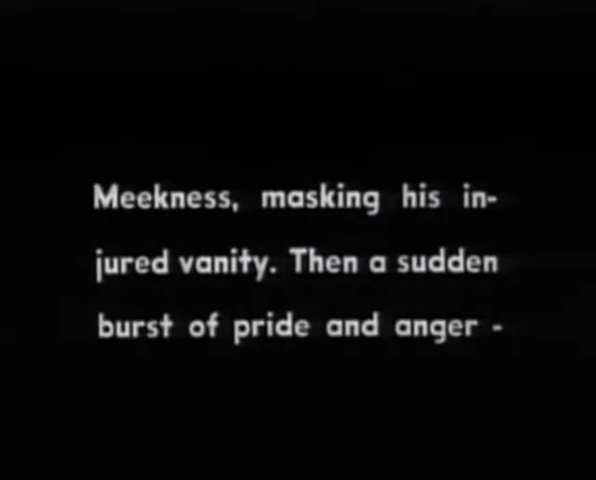 Meekness, masking his in-
jured vanity. Then a sudden
burst of pride and anger -